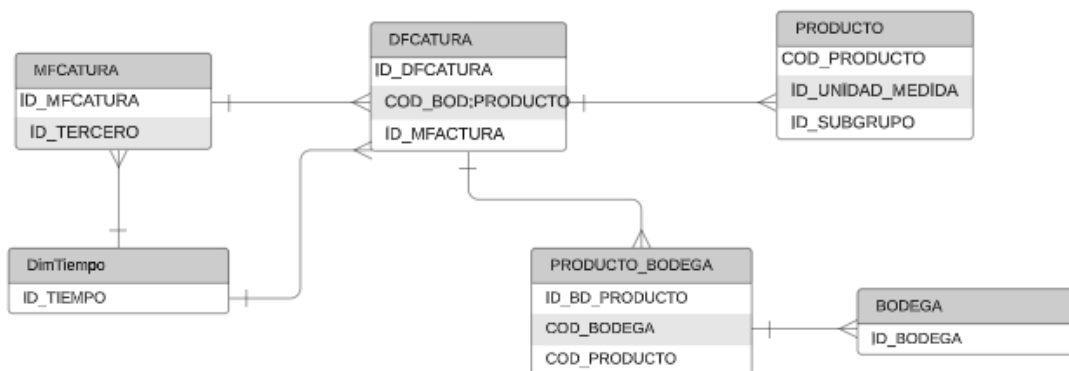 MFCATURA
ID_MFCATURA
ID_TERCERO
DFCATURA
ID_DFCATURA
COD_BOD;PRODUCTO
ID_MFACTURA
PRODUCTO
COD_PRODUCTO
ID_UNIDAD_MEDIDA
ID_SUBGRUPO
DimTiempo
ID_TIEMPO
PRODUCTO_BODEGA
ID_BD_PRODUCTO
COD_BODEGA
COD_PRODUCTO
BODEGA
ID_BODEGA